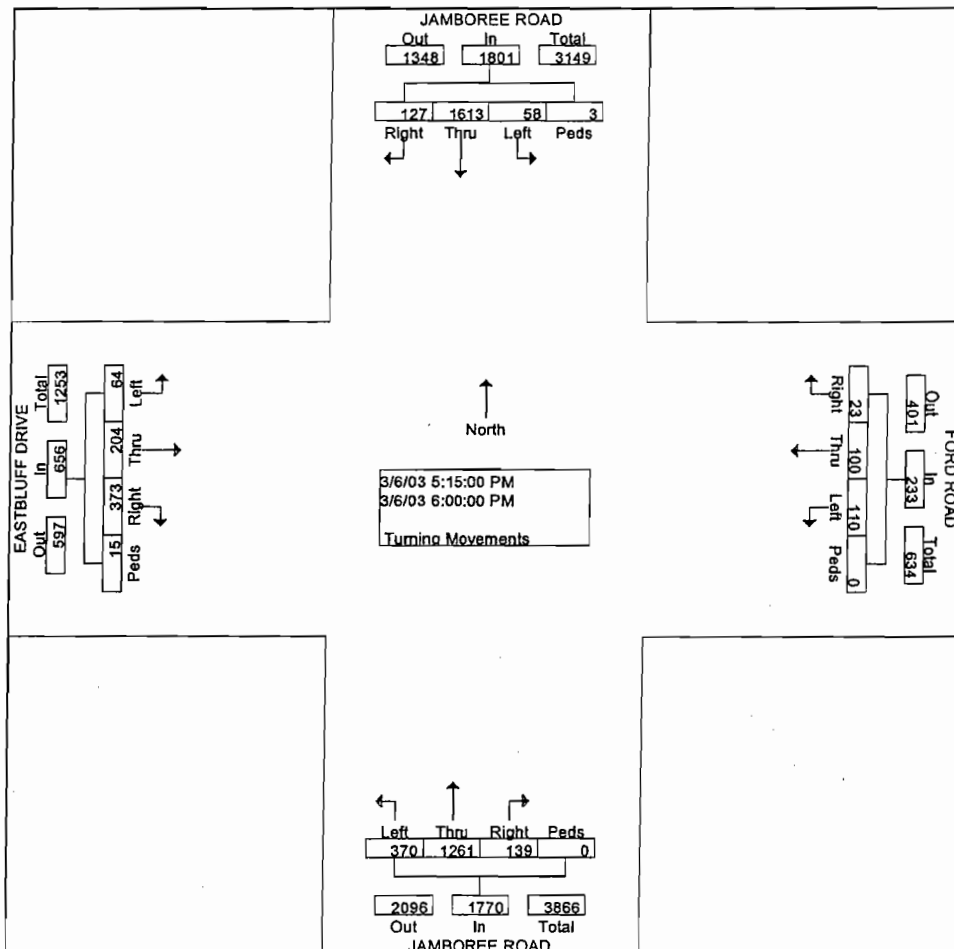 JAMBOREE ROAD
Out In Total
1348 1801 3149
127 1613 58 3
Right Thru Left Peds
EASTBLUFF DRIVE
Total In Out
1253 656 597
64 204 373 15
Left Thru Right Peds
North
3/6/03 5:15:00 PM
3/6/03 6:00:00 PM
Turning Movements
Right Thru Left Peds
23 100 110 0
Out In Total
401 233 634
FORD ROAD
Left Thru Right Peds
370 1261 139 0
2096 1770 3866
Out In Total
JAMBOREE ROAD